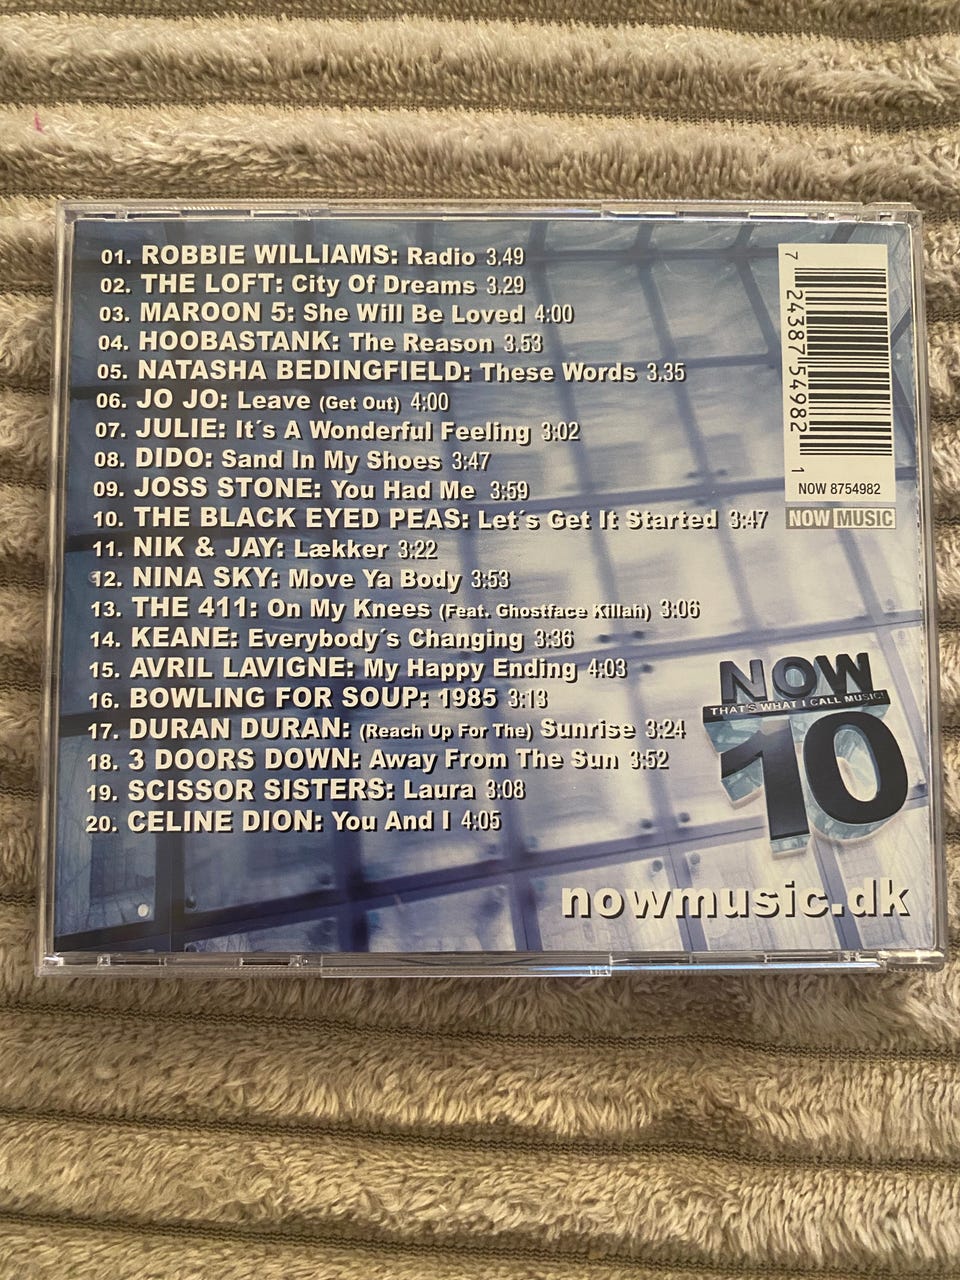 01. ROBBIE WILLIAMS: Radio 3.49
02. THE LOFT: City Of Dreams 3.29
03. MAROON 5: She Will Be Loved 4:00
04. HOOBASTANK: The Reason 3.53
05. NATASHA BEDINGFIELD: These Words 3.35
06. JO JO: Leave (Get Out) 4:00
07. JULIE: It´s A Wonderful Feeling 3:02
08. DIDO: Sand In My Shoes 3:47
09. JOSS STONE: You Had Me 3:59
10. THE BLACK EYED PEAS: Let´s Get It Started 3:47
11. NIK & JAY: Lækker 3:22
12. NINA SKY: Move Ya Body 3:53
13. THE 411: On My Knees (Feat. Ghostface Killah) 3:06
14. KEANE: Everybody´s Changing 3:36
15. AVRIL LAVIGNE: My Happy Ending 4:03
16. BOWLING FOR SOUP: 1985 3:13
17. DURAN DURAN: (Reach Up For The) Sunrise 3:24
18. 3 DOORS DOWN: Away From The Sun 3:52
19. SCISSOR SISTERS: Laura 3:08
20. CELINE DION: You And I 4:05
7 24387 54982 1
NOW 8754982
NOW MUSIC
NOW
THAT'S WHAT I CALL MUSIC!
10
nowmusic.dk